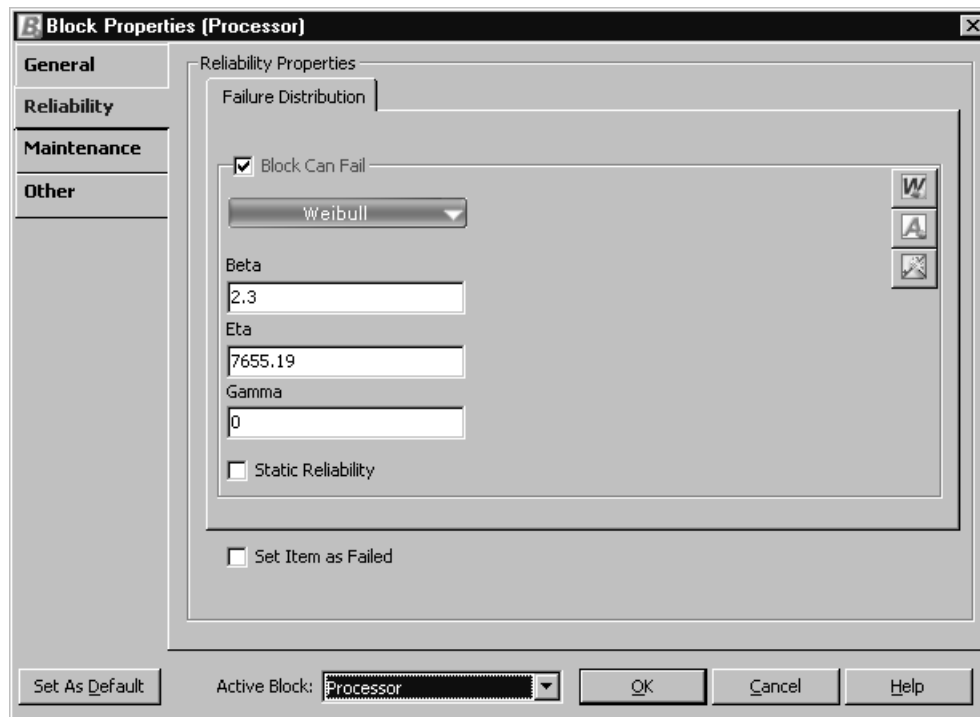 Block Properties (Processor)
General
Reliability
Maintenance
Other
Reliability Properties
Failure Distribution
Block Can Fail
Weibull
Beta
2.3
Eta
7655.19
Gamma
0
Static Reliability
Set Item as Failed
W
A
Set As Default
Active Block: Processor
OK
Cancel
Help